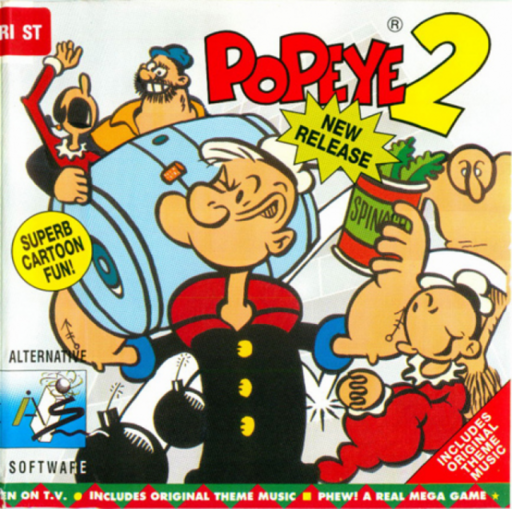 RI ST
POPEYE 2
®
NEW
RELEASE
SPIN
SUPERB
CARTOON
FUN!
ALTERNATIVE
SOFTWARE
INCLUDES
ORIGINAL
THEME
MUSIC
EN ON T.V. ● INCLUDES ORIGINAL THEME MUSIC ■ PHEW! A REAL MEGA GAME ★